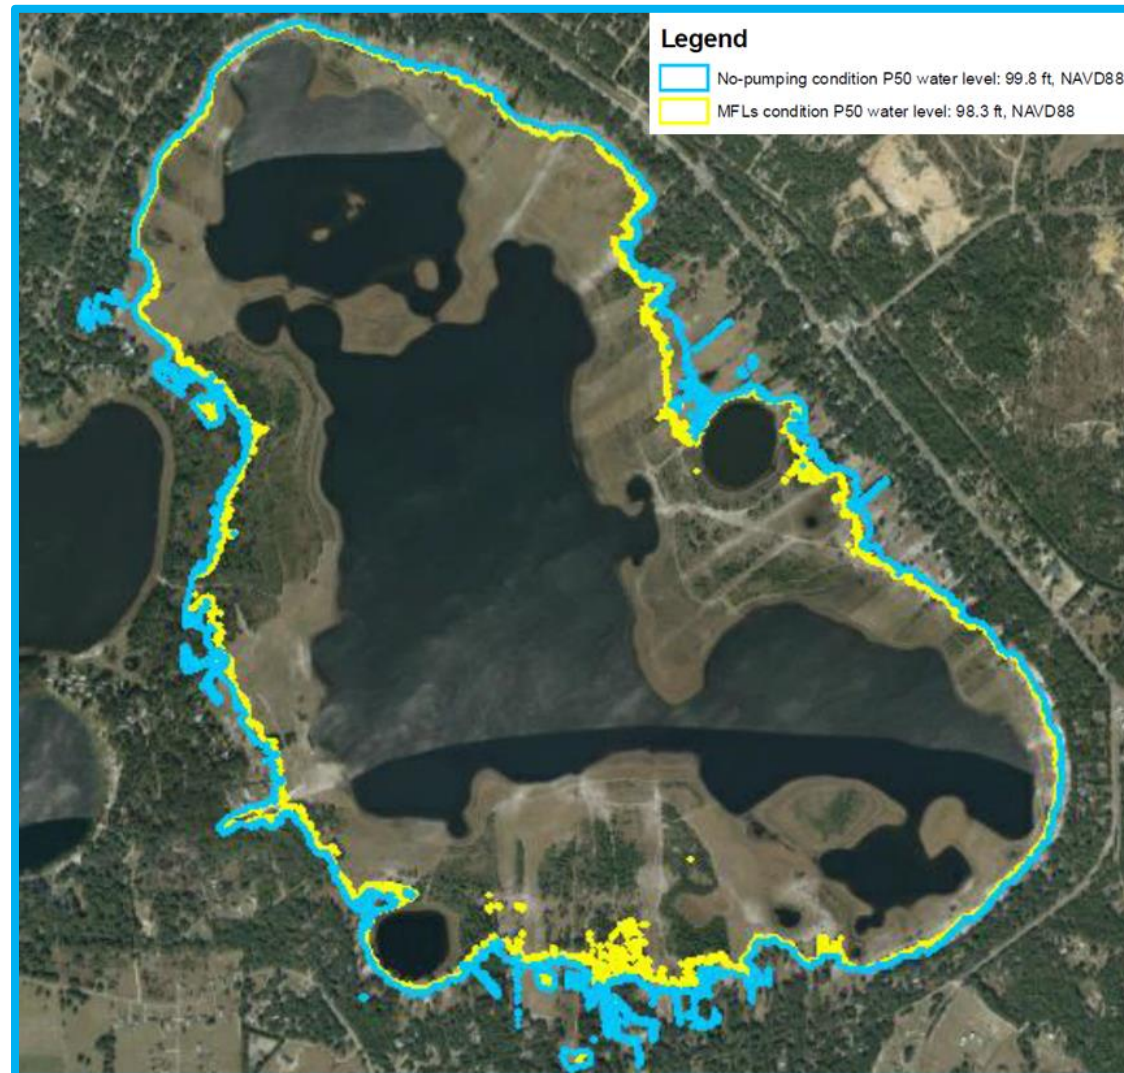 Legend
No-pumping condition P50 water level: 99.8 ft, NAVD88
MFLs condition P50 water level: 98.3 ft, NAVD88